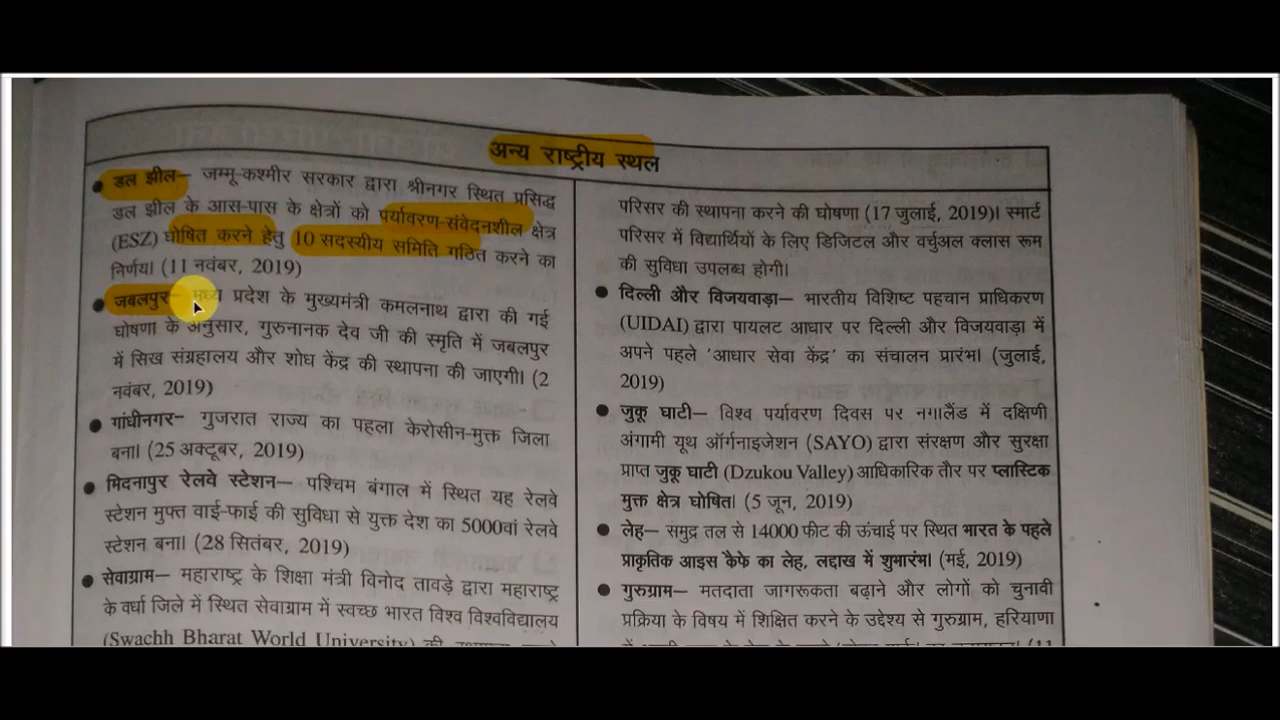 अन्य राष्ट्रीय स्थल
● डल झील– जम्मू-कश्मीर सरकार द्वारा श्रीनगर स्थित प्रसिद्ध
डल झील के आस-पास के क्षेत्रों को पर्यावरण-संवेदनशील क्षेत्र
(ESZ) घोषित करने हेतु 10 सदस्यीय समिति गठित करने का
निर्णय। (11 नवंबर, 2019)
● जबलपुर– मध्य प्रदेश के मुख्यमंत्री कमलनाथ द्वारा की गई
घोषणा के अनुसार, गुरुनानक देव जी की स्मृति में जबलपुर
में सिख संग्रहालय और शोध केंद्र की स्थापना की जाएगी। (2
नवंबर, 2019)
● गांधीनगर– गुजरात राज्य का पहला केरोसीन-मुक्त जिला
बना। (25 अक्टूबर, 2019)
● मिदनापुर रेलवे स्टेशन– पश्चिम बंगाल में स्थित यह रेलवे
स्टेशन मुफ्त वाई-फाई की सुविधा से युक्त देश का 5000वां रेलवे
स्टेशन बना। (28 सितंबर, 2019)
● सेवाग्राम– महाराष्ट्र के शिक्षा मंत्री विनोद तावड़े द्वारा महाराष्ट्र
के वर्धा जिले में स्थित सेवाग्राम में स्वच्छ भारत विश्व विश्वविद्यालय
(Swachh Bharat World University) की
परिसर की स्थापना करने की घोषणा (17 जुलाई, 2019)। स्मार्ट
परिसर में विद्यार्थियों के लिए डिजिटल और वर्चुअल क्लास रूम
की सुविधा उपलब्ध होगी।
● दिल्ली और विजयवाड़ा– भारतीय विशिष्ट पहचान प्राधिकरण
(UIDAI) द्वारा पायलट आधार पर दिल्ली और विजयवाड़ा में
अपने पहले 'आधार सेवा केंद्र' का संचालन प्रारंभ। (जुलाई,
2019)
● जुकू घाटी– विश्व पर्यावरण दिवस पर नगालैंड में दक्षिणी
अंगामी यूथ ऑर्गनाइजेशन (SAYO) द्वारा संरक्षण और सुरक्षा
प्राप्त जुकू घाटी (Dzukou Valley) आधिकारिक तौर पर प्लास्टिक
मुक्त क्षेत्र घोषित। (5 जून, 2019)
● लेह– समुद्र तल से 14000 फीट की ऊंचाई पर स्थित भारत के पहले
प्राकृतिक आइस कैफे का लेह, लद्दाख में शुभारंभ। (मई, 2019)
● गुरुग्राम– मतदाता जागरूकता बढ़ाने और लोगों को चुनावी
प्रक्रिया के विषय में शिक्षित करने के उद्देश्य से गुरुग्राम, हरियाणा